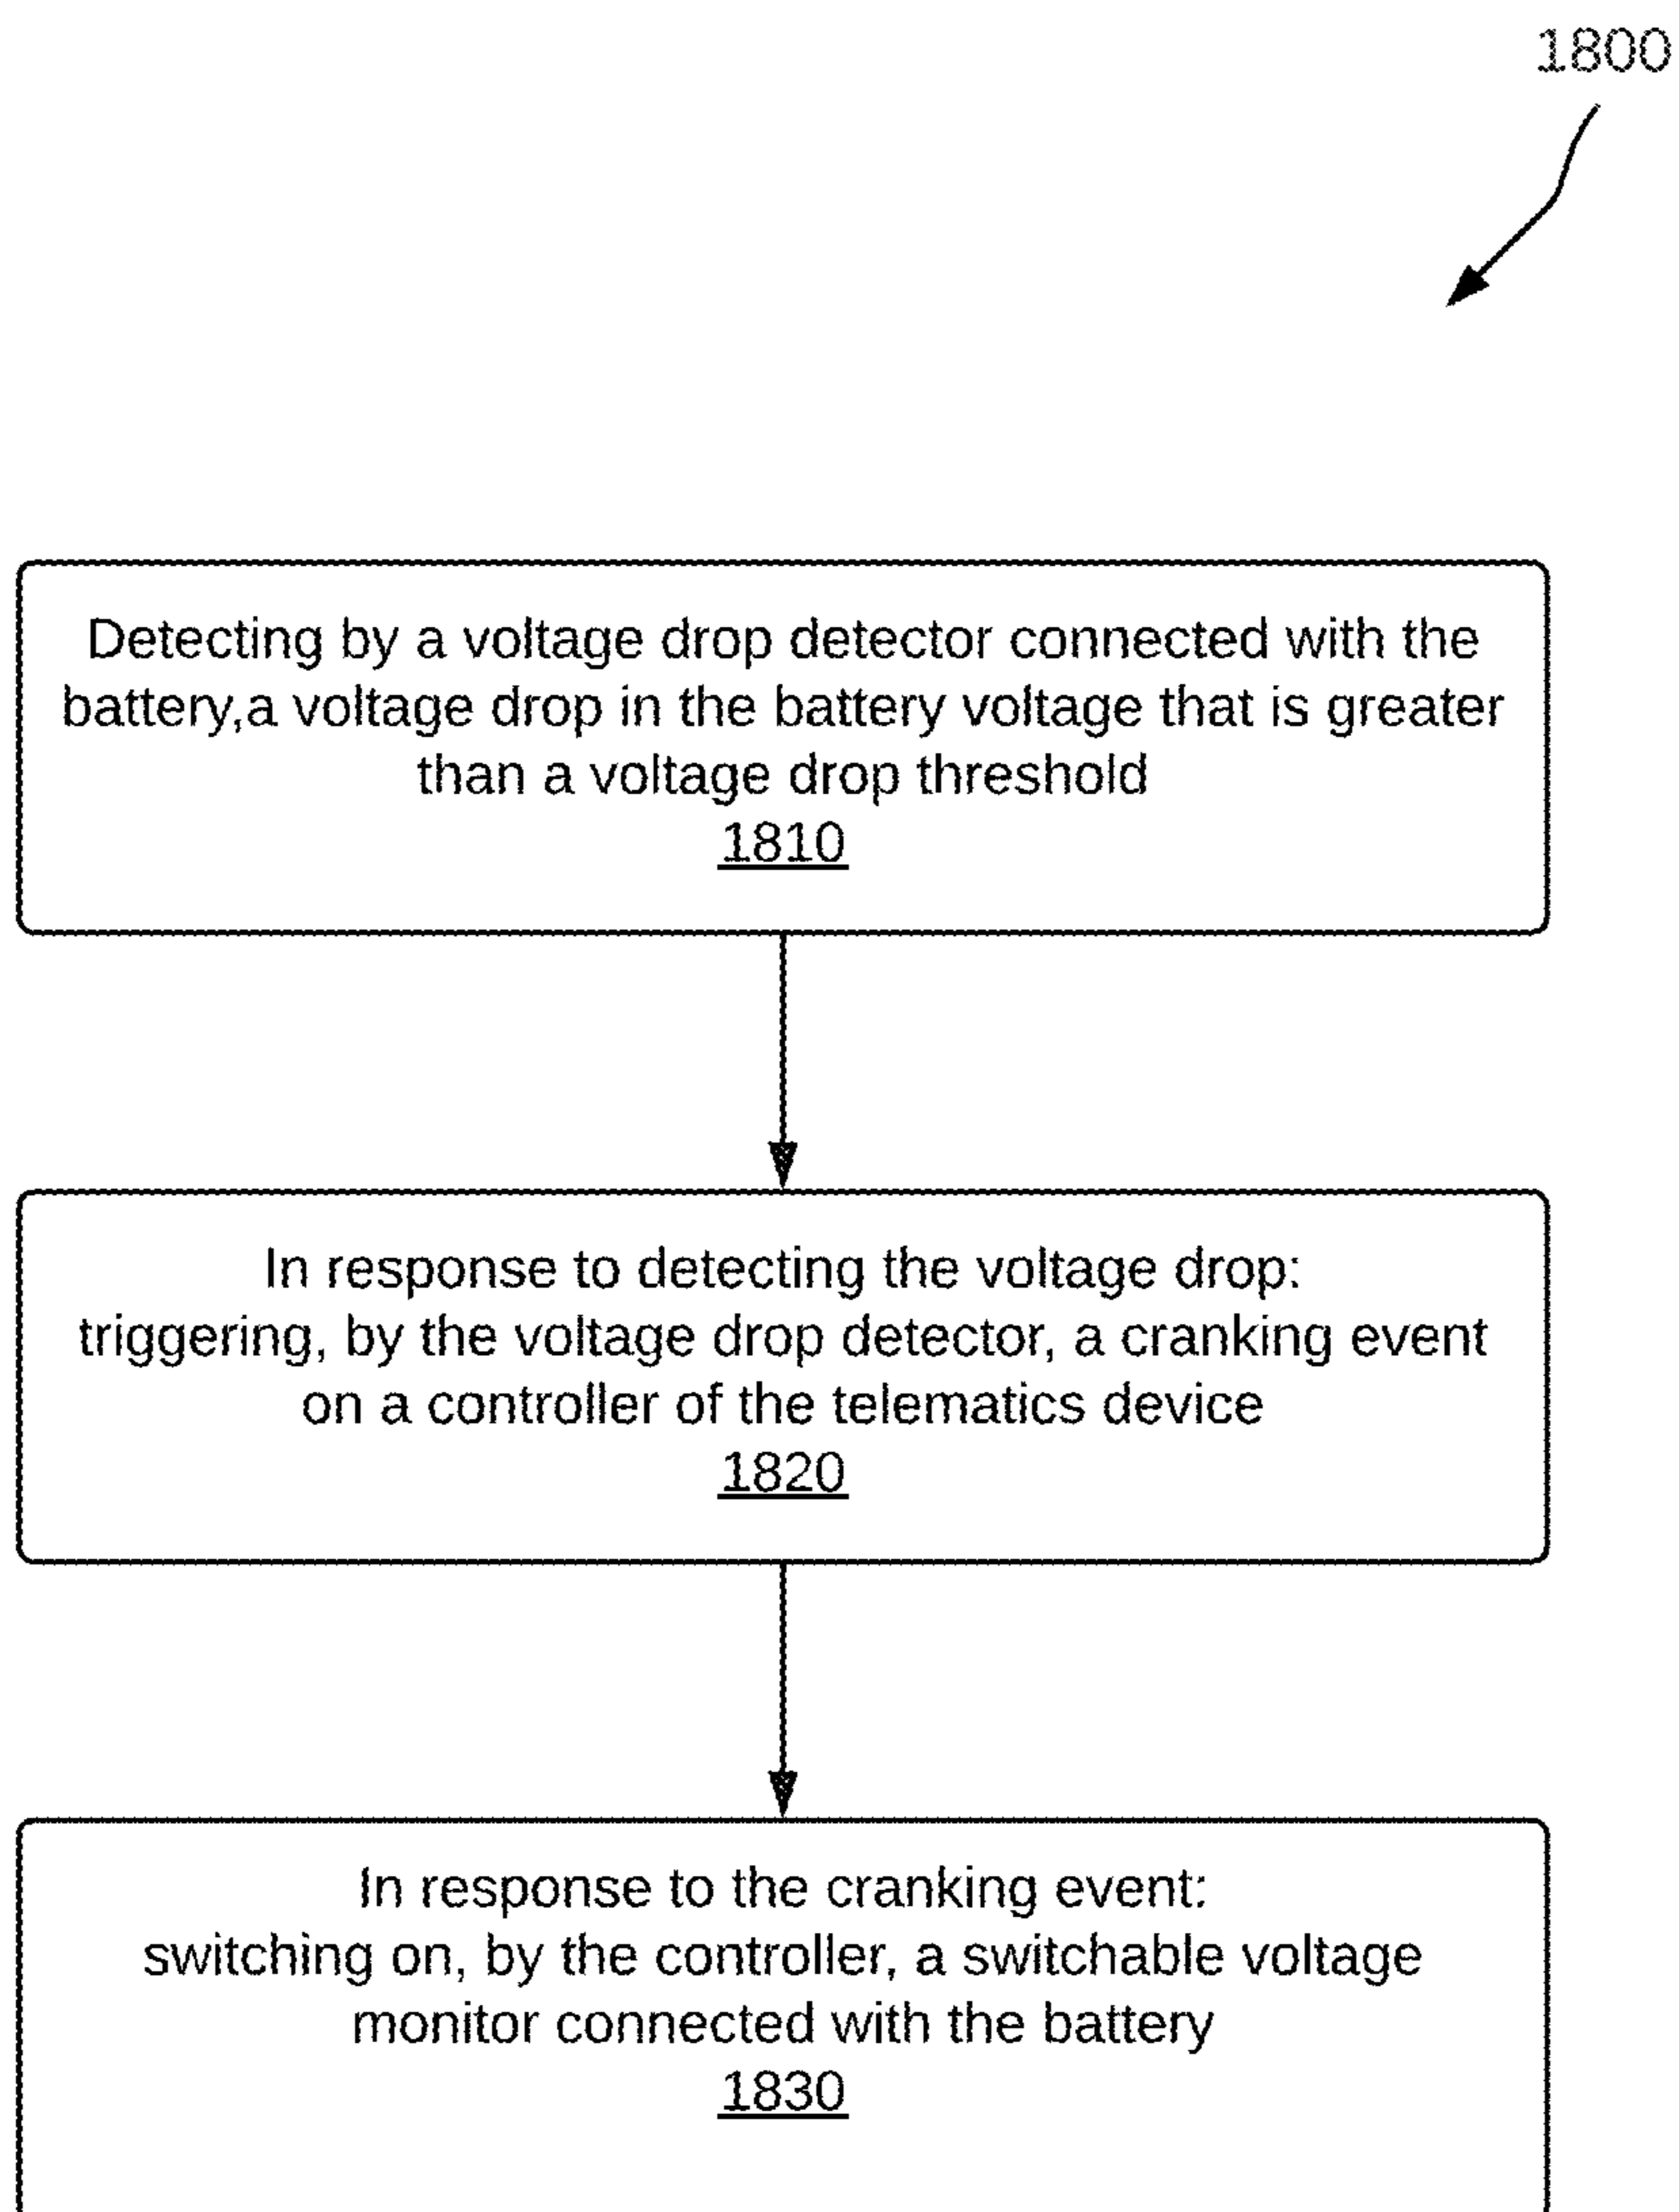 1800
Detecting by a voltage drop detector connected with the
battery,a voltage drop in the battery voltage that is greater
than a voltage drop threshold
1810
In response to detecting the voltage drop:
triggering, by the voltage drop detector, a cranking event
on a controller of the telematics device
1820
In response to the cranking event:
switching on, by the controller, a switchable voltage
monitor connected with the battery
1830